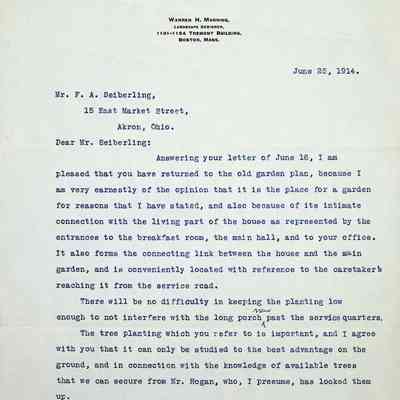 WARREN H. MANNING,
LANDSCAPE DESIGNER,
1101-1104 TREMONT BUILDING,
BOSTON, MASS.
June 25, 1914.
Mr. F. A. Seiberling,
15 East Market Street,
Akron, Ohio.
Dear Mr. Seiberling:
Answering your letter of June 16, I am
pleased that you have returned to the old garden plan, because I
am very earnestly of the opinion that it is the place for a garden
for reasons that I have stated, and also because of its intimate
connection with the living part of the house as represented by the
entrances to the breakfast room, the main hall, and to your office.
It also forms the connecting link between the house and the main
garden, and is conveniently located with reference to the caretaker's
reaching it from the service road.
There will be no difficulty in keeping the planting low
enough to not interfere with the long porch past the service quarters.
The tree planting which you refer to is important, and I agree
with you that it can only be studied to the best advantage on the
ground, and in connection with the knowledge of available trees
that we can secure from Mr. Hogan, who, I presume, has looked them
up.